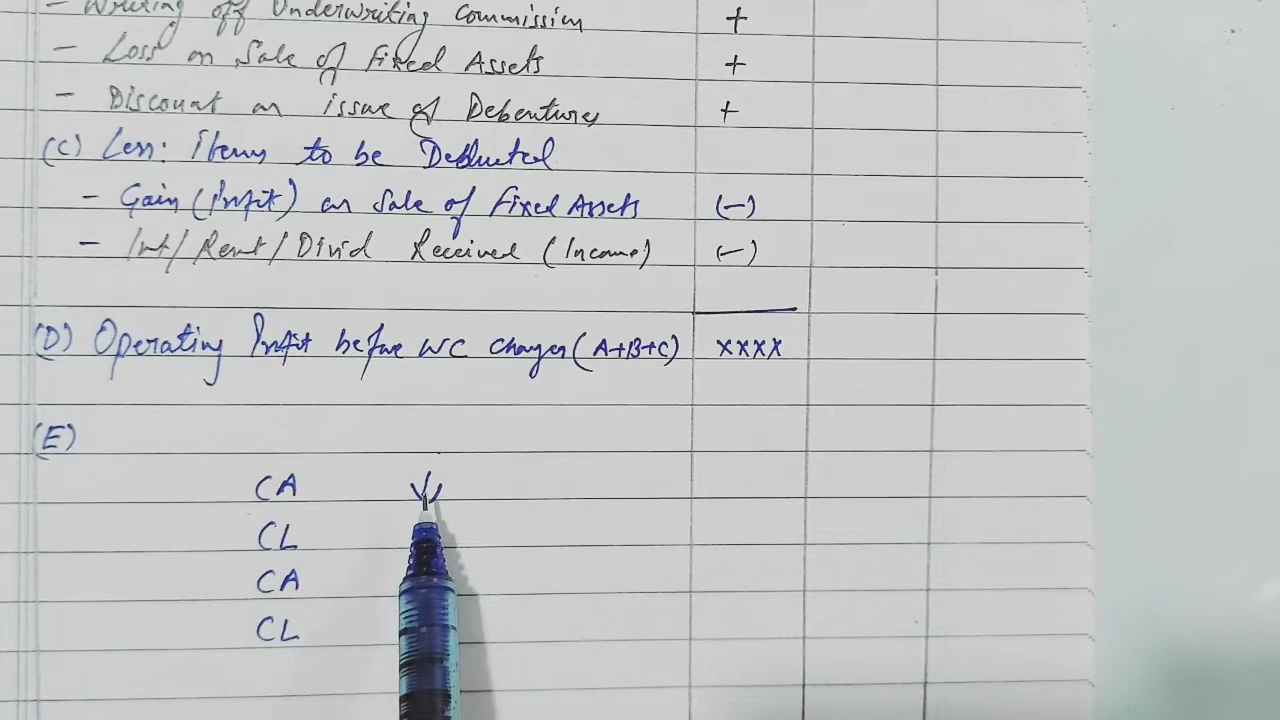 - Writing off Underwriting Commission +
- Loss on Sale of Fixed Assets +
- Discount on issue of Debentures +
(C) Less: Items to be Deducted
- Gain (Profit) on Sale of Fixed Assets (-)
- Int/Rent/Divid Received (Income) (-)
(D) Operating Profit before WC changes (A+B+C) xxxx
(E)
CA ↓
CL
CA
CL